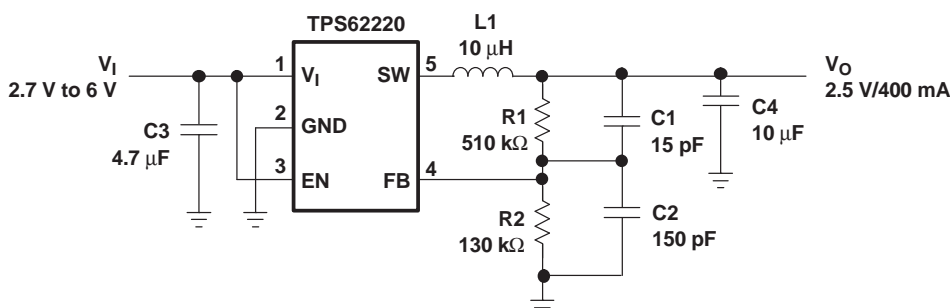 TPS62220
L1
10 μH
V_I
2.7 V to 6 V
1
V_I
SW
5
V_O
2.5 V/400 mA
C3
4.7 μF
2
GND
R1
510 kΩ
C1
15 pF
C4
10 μF
3
EN
FB
4
R2
130 kΩ
C2
150 pF